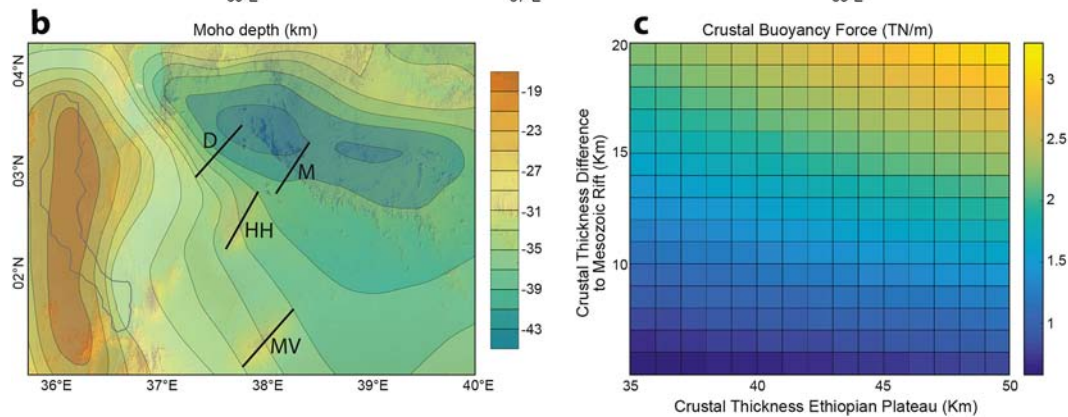 b
Moho depth (km)
04°N
03°N
02°N
D
M
HH
MV
-19
-23
-27
-31
-35
-39
-43
36°E
37°E
38°E
39°E
40°E
c
Crustal Buoyancy Force (TN/m)
Crustal Thickness Difference
to Mesozoic Rift (Km)
20
15
10
35
40
45
50
Crustal Thickness Ethiopian Plateau (Km)
3
2.5
2
1.5
1